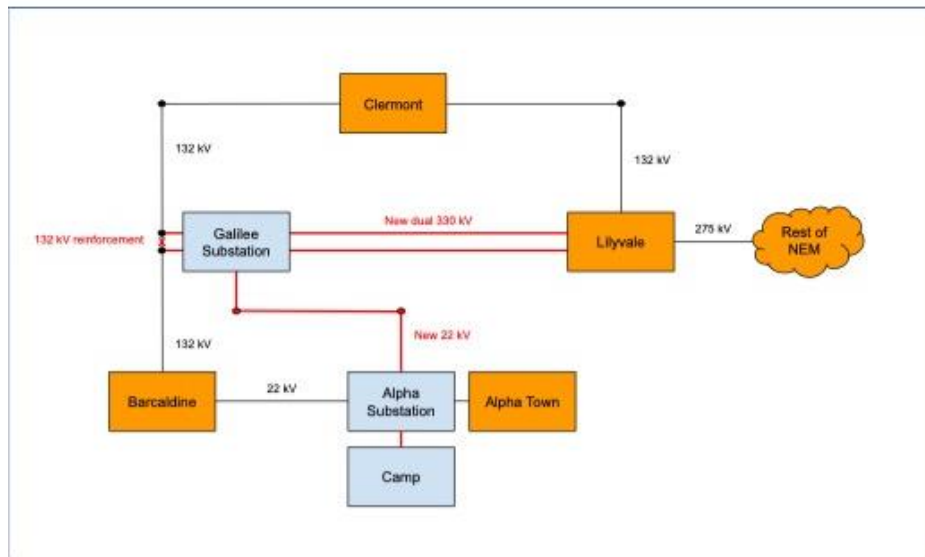 Clermont
132 kV
132 kV
New dual 330 kV
132 kV reinforcement
Galilee
Substation
Lilyvale
275 kV
Rest of
NEM
New 22 kV
132 kV
Barcaldine
22 kV
Alpha
Substation
Alpha Town
Camp